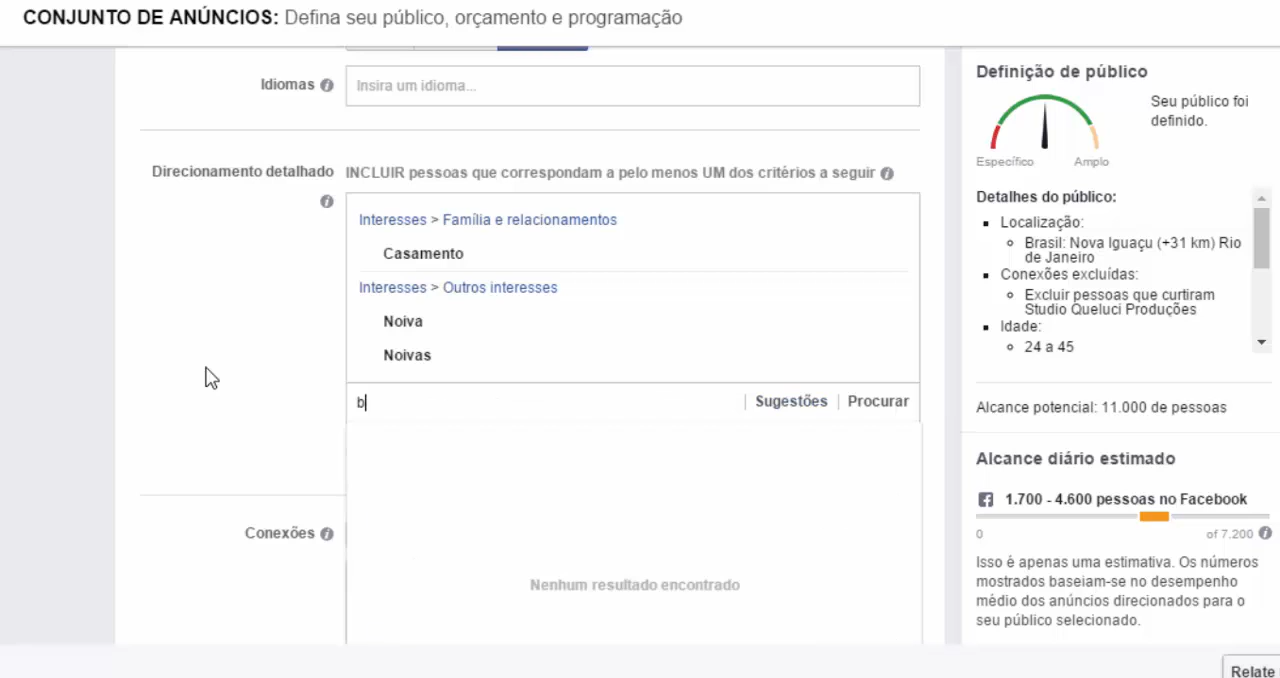 CONJUNTO DE ANÚNCIOS: Defina seu público, orçamento e programação
Idiomas
Insira um idioma...
Direcionamento detalhado
INCLUIR pessoas que correspondam a pelo menos UM dos critérios a seguir
Interesses > Família e relacionamentos
Casamento
Interesses > Outros interesses
Noiva
Noivas
b
Sugestões
Procurar
Nenhum resultado encontrado
Conexões
Definição de público
Específico
Amplo
Seu público foi
definido.
Detalhes do público:
Localização:
Brasil: Nova Iguaçu (+31 km) Rio
de Janeiro
Conexões excluídas:
Excluir pessoas que curtiram
Studio Queluci Produções
Idade:
24 a 45
Alcance potencial: 11.000 de pessoas
Alcance diário estimado
1.700 - 4.600 pessoas no Facebook
0
of 7.200
Isso é apenas uma estimativa. Os números
mostrados baseiam-se no desempenho
médio dos anúncios direcionados para o
seu público selecionado.
Relate